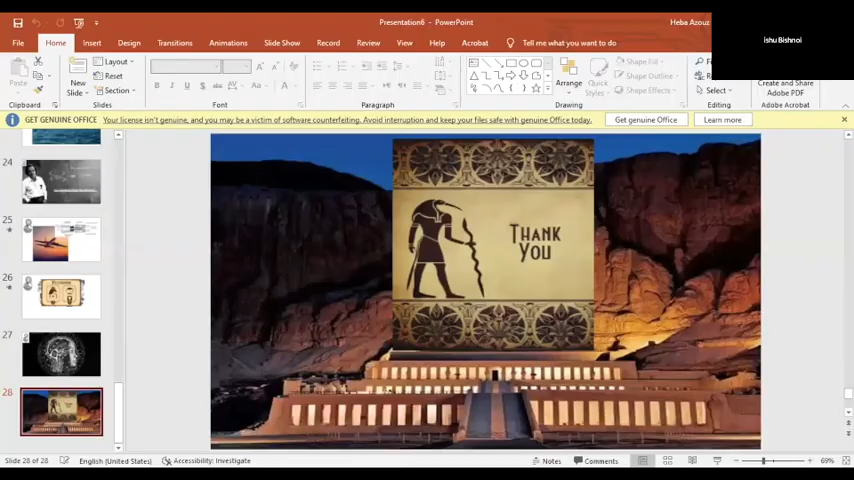 Presentation6 - PowerPoint
Heba Azouz
ishu Bishnoi
File Home Insert Design Transitions Animations Slide Show Record Review View Help Acrobat Tell me what you want to do
Paste
New
Slide
Layout
Reset
Section
Arrange
Quick
Styles
Shape Fill
Shape Outline
Shape Effects
Select
Create and Share
Adobe PDF
Clipboard Slides Font Paragraph Drawing Editing Adobe Acrobat
GET GENUINE OFFICE Your license isn't genuine, and you may be a victim of software counterfeiting. Avoid interruption and keep your files safe with genuine Office today. Get genuine Office Learn more
24
25
26
27
28
THANK
YOU
Slide 28 of 28 English (United States) Accessibility: Investigate Notes Comments 69%